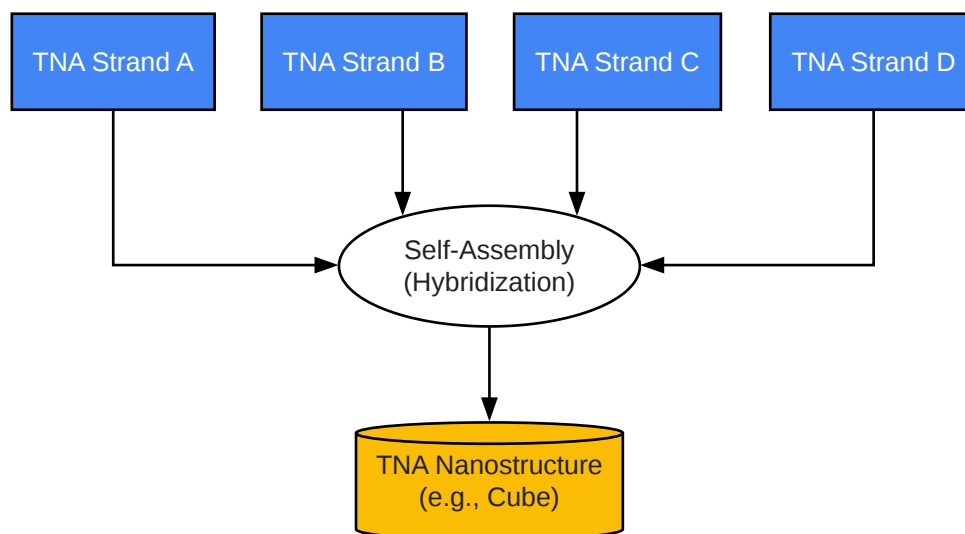 TNA Strand A
TNA Strand B
TNA Strand C
TNA Strand D
Self-Assembly
(Hybridization)
TNA Nanostructure
(e.g., Cube)